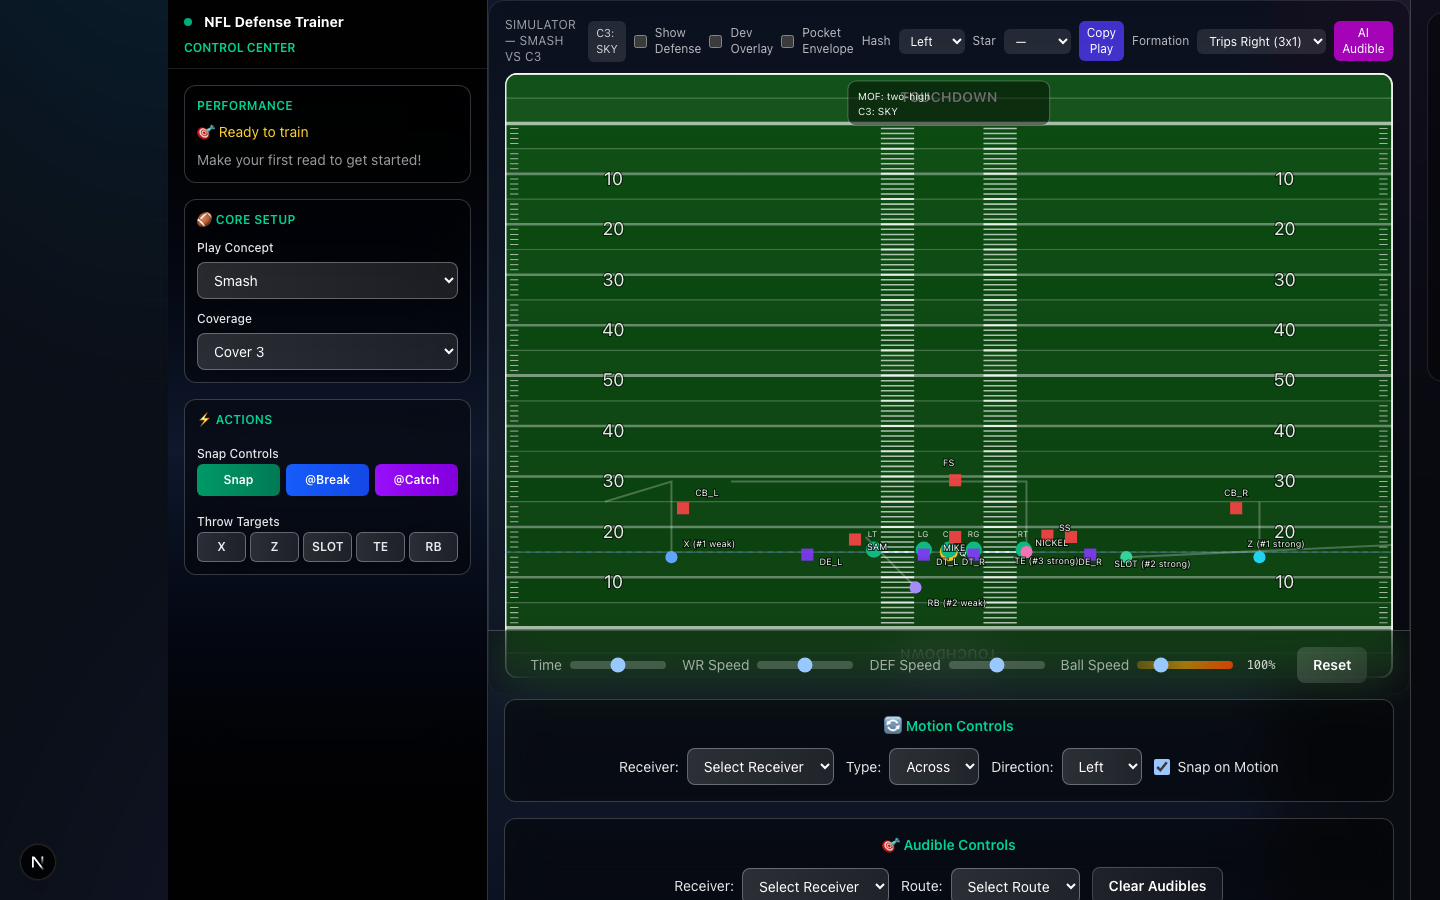 NFL Defense Trainer
CONTROL CENTER
PERFORMANCE
🎯 Ready to train
Make your first read to get started!
🏈 CORE SETUP
Play Concept
Smash
Coverage
Cover 3
⚡ ACTIONS
Snap Controls
Snap @Break @Catch
Throw Targets
X Z SLOT TE RB
N
SIMULATOR
— SMASH
VS C3
C3:
SKY
Show
Defense
Dev
Overlay
Pocket
Envelope
Hash Left
Star —
Copy
Play
Formation Trips Right (3x1)
AI
Audible
TOUCHDOWN
MOF: two-high
C3: SKY
10 10
20 20
30 30
40 40
50 50
40 40
30 30
20 20
10 10
FS
CB_L
CB_R
SS
LT LG C RG RT
NICKEL
X (#1 weak)
SAM
MIKE
Z (#1 strong)
DE_L
DT_L DT_R
TE (#3 strong)
DE_R
SLOT (#2 strong)
RB (#2 weak)
TOUCHDOWN
Time WR Speed DEF Speed Ball Speed 100% Reset
🔄 Motion Controls
Receiver: Select Receiver Type: Across Direction: Left Snap on Motion
🎯 Audible Controls
Receiver: Select Receiver Route: Select Route Clear Audibles